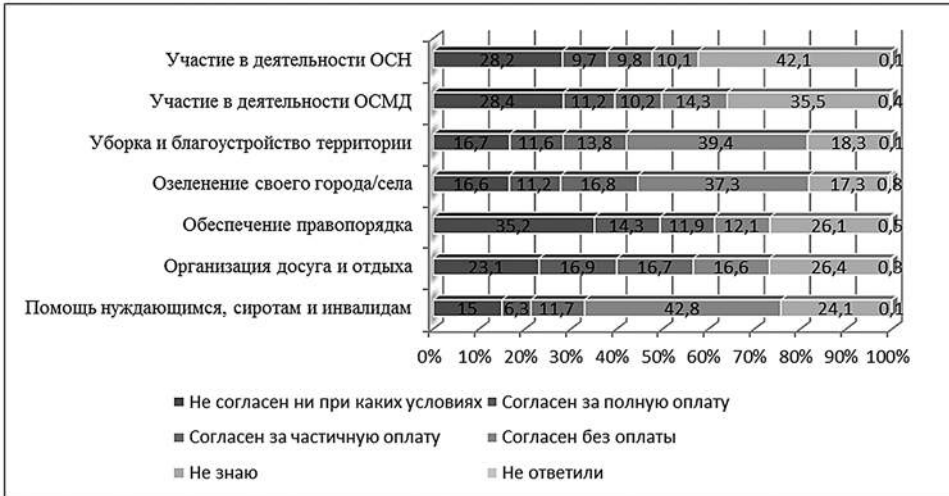 Участие в деятельности ОСН 28,2 9,7 9,8 10,1 42,1 0,1
Участие в деятельности ОСМД 28,4 11,2 10,2 14,3 35,5 0,4
Уборка и благоустройство территории 16,7 11,6 13,8 39,4 18,3 0,1
Озеленение своего города/села 16,6 11,2 16,8 37,3 17,3 0,8
Обеспечение правопорядка 35,2 14,3 11,9 12,1 26,1 0,5
Организация досуга и отдыха 23,1 16,9 16,7 16,6 26,4 0,3
Помощь нуждающимся, сиротам и инвалидам 15 6,3 11,7 42,8 24,1 0,1
0% 10% 20% 30% 40% 50% 60% 70% 80% 90% 100%
Не согласен ни при каких условиях Согласен за полную оплату
Согласен за частичную оплату Согласен без оплаты
Не знаю Не ответили